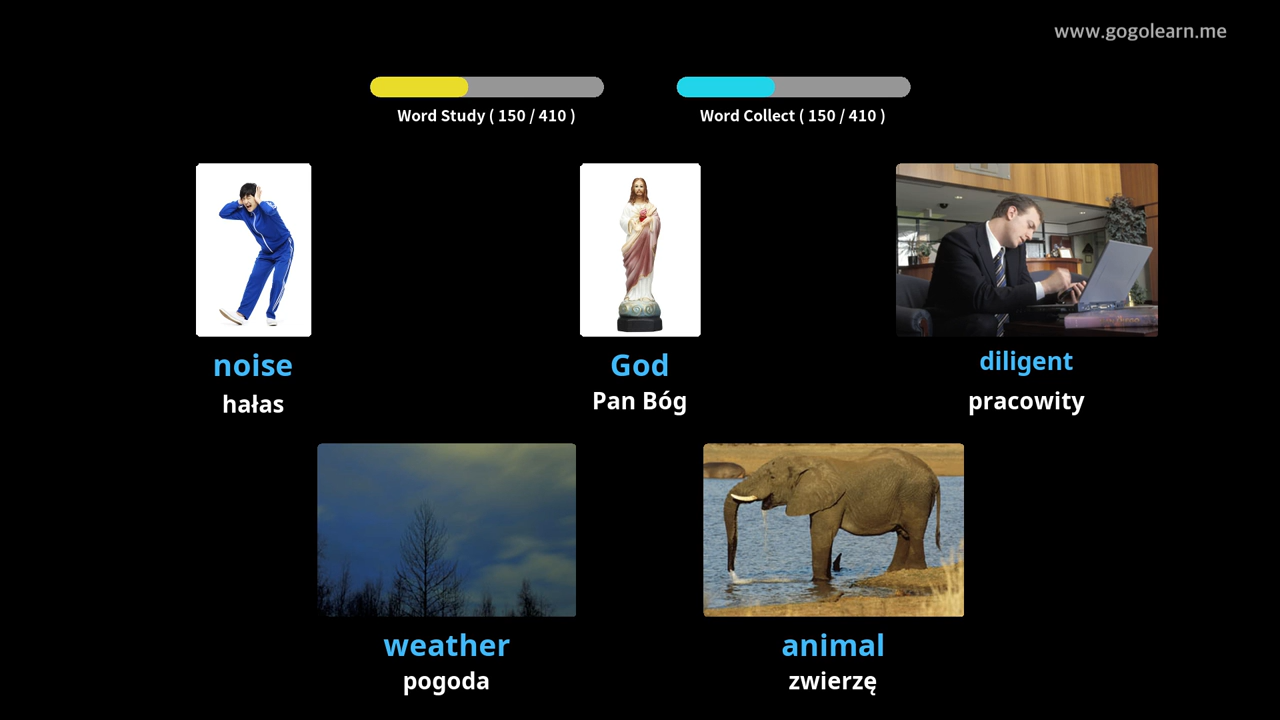 www.gogolearn.me
Word Study ( 150 / 410 )
Word Collect ( 150 / 410 )
noise
hałas
God
Pan Bóg
diligent
pracowity
weather
pogoda
animal
zwierzę